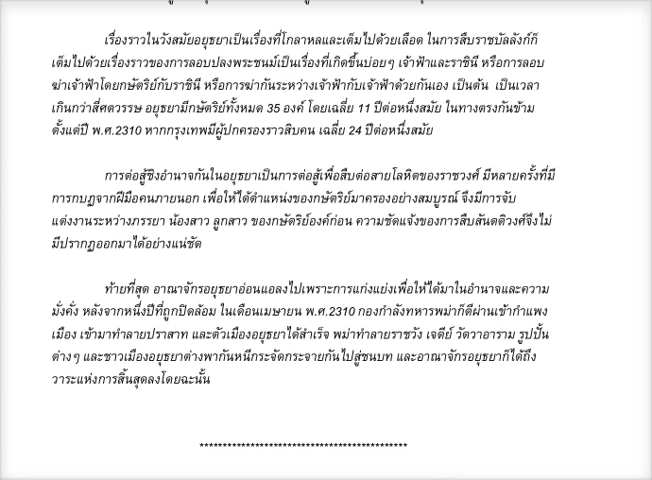 เรื่องราวในวังสมัยอยุธยาเป็นเรื่องที่โกลาหลและเต็มไปด้วยเลือด ในการสืบราชบัลลังก์ก็
เต็มไปด้วยเรื่องราวของการลอบปลงพระชนม์เป็นเรื่องที่เกิดขึ้นบ่อยๆ เจ้าฟ้าและราชินี หรือการลอบ
ฆ่าเจ้าฟ้าโดยกษัตริย์กับราชินี หรือการฆ่ากันระหว่างเจ้าฟ้ากับเจ้าฟ้าด้วยกันเอง เป็นต้น เป็นเวลา
เกินกว่าสี่ศตวรรษ อยุธยามีกษัตริย์ทั้งหมด 35 องค์ โดยเฉลี่ย 11 ปีต่อหนึ่งสมัย ในทางตรงกันข้าม
ตั้งแต่ปี พ.ศ.2310 หากกรุงเทพมีผู้ปกครองราวสิบคน เฉลี่ย 24 ปีต่อหนึ่งสมัย
การต่อสู้ชิงอำนาจกันในอยุธยาเป็นการต่อสู้เพื่อสืบต่อสายโลหิตของราชวงศ์ มีหลายครั้งที่มี
การกบฎจากฝีมือคนภายนอก เพื่อให้ได้ตำแหน่งของกษัตริย์มาครองอย่างสมบูรณ์ จึงมีการจับ
แต่งงานระหว่างภรรยา น้องสาว ลูกสาว ของกษัตริย์องค์ก่อน ความชัดแจ้งของการสืบสันตติวงศ์จึงไม่
มีปรากฏออกมาได้อย่างแน่ชัด
ท้ายที่สุด อาณาจักรอยุธยาอ่อนแอลงไปเพราะการแก่งแย่งเพื่อให้ได้มาในอำนาจและความ
มั่งคั่ง หลังจากหนึ่งปีที่ถูกปิดล้อม ในเดือนเมษายน พ.ศ.2310 กองกำลังทหารพม่าก็ตีผ่านเข้ากำแพง
เมือง เข้ามาทำลายปราสาท และตัวเมืองอยุธยาได้สำเร็จ พม่าทำลายราชวัง เจดีย์ วัดวาอาราม รูปปั้น
ต่างๆ และชาวเมืองอยุธยาต่างพากันหนีกระจัดกระจายกันไปสู่ชนบท และอาณาจักรอยุธยาก็ได้ถึง
วาระแห่งการสิ้นสุดลงโดยฉะนั้น
*********************************************